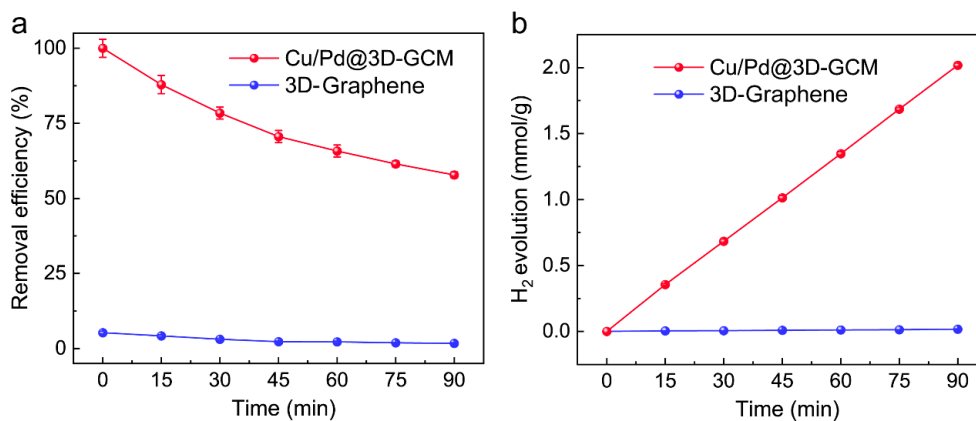 a
Removal efficiency (%)
100
75
50
25
0
Cu/Pd@3D-GCM
3D-Graphene
0 15 30 45 60 75 90
Time (min)
b
H₂ evolution (mmol/g)
2.0
1.5
1.0
0.5
0.0
Cu/Pd@3D-GCM
3D-Graphene
0 15 30 45 60 75 90
Time (min)